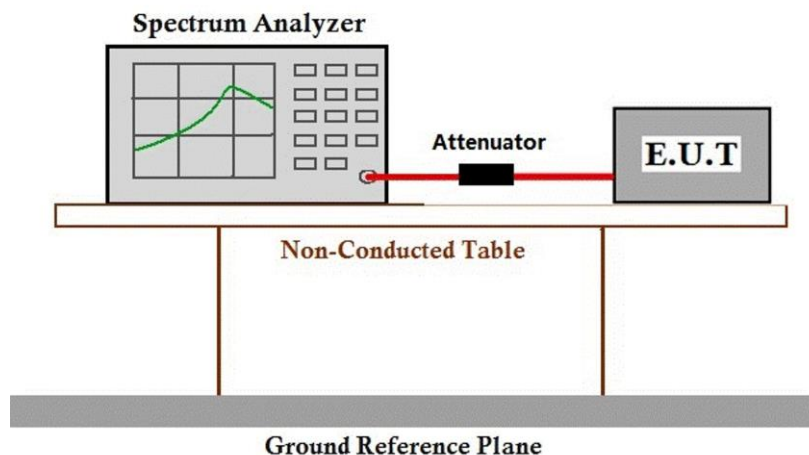 Spectrum Analyzer
Attenuator
E.U.T
Non-Conducted Table
Ground Reference Plane